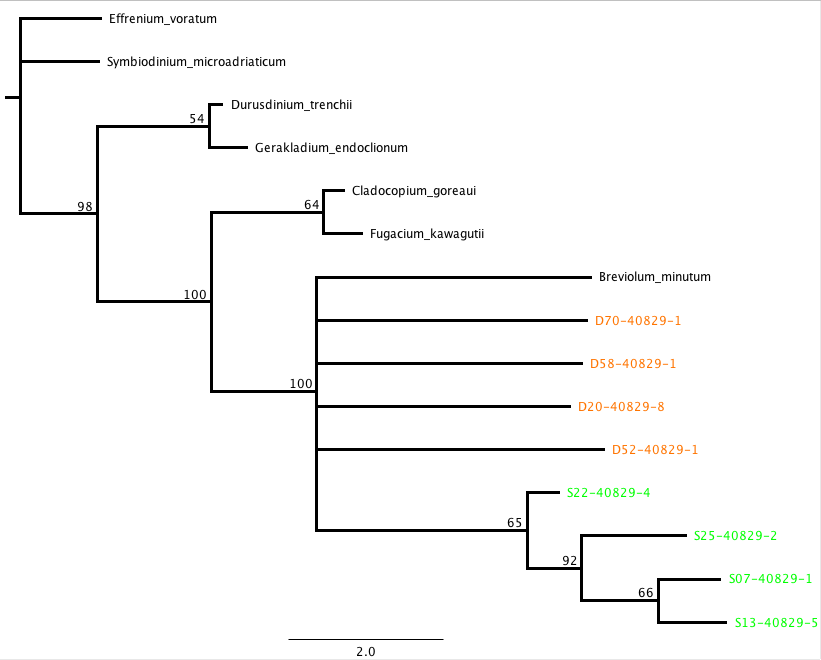 Effrenium_voratum
Symbiodinium_microadriaticum
Durusdinium_trenchii
54
Gerakladium_endoclionum
Cladocopium_goreaui
98
64
Fugacium_kawagutii
Breviolum_minutum
100
D70-40829-1
D58-40829-1
100
D20-40829-8
D52-40829-1
S22-40829-4
65
S25-40829-2
92
S07-40829-1
66
S13-40829-5
2.0